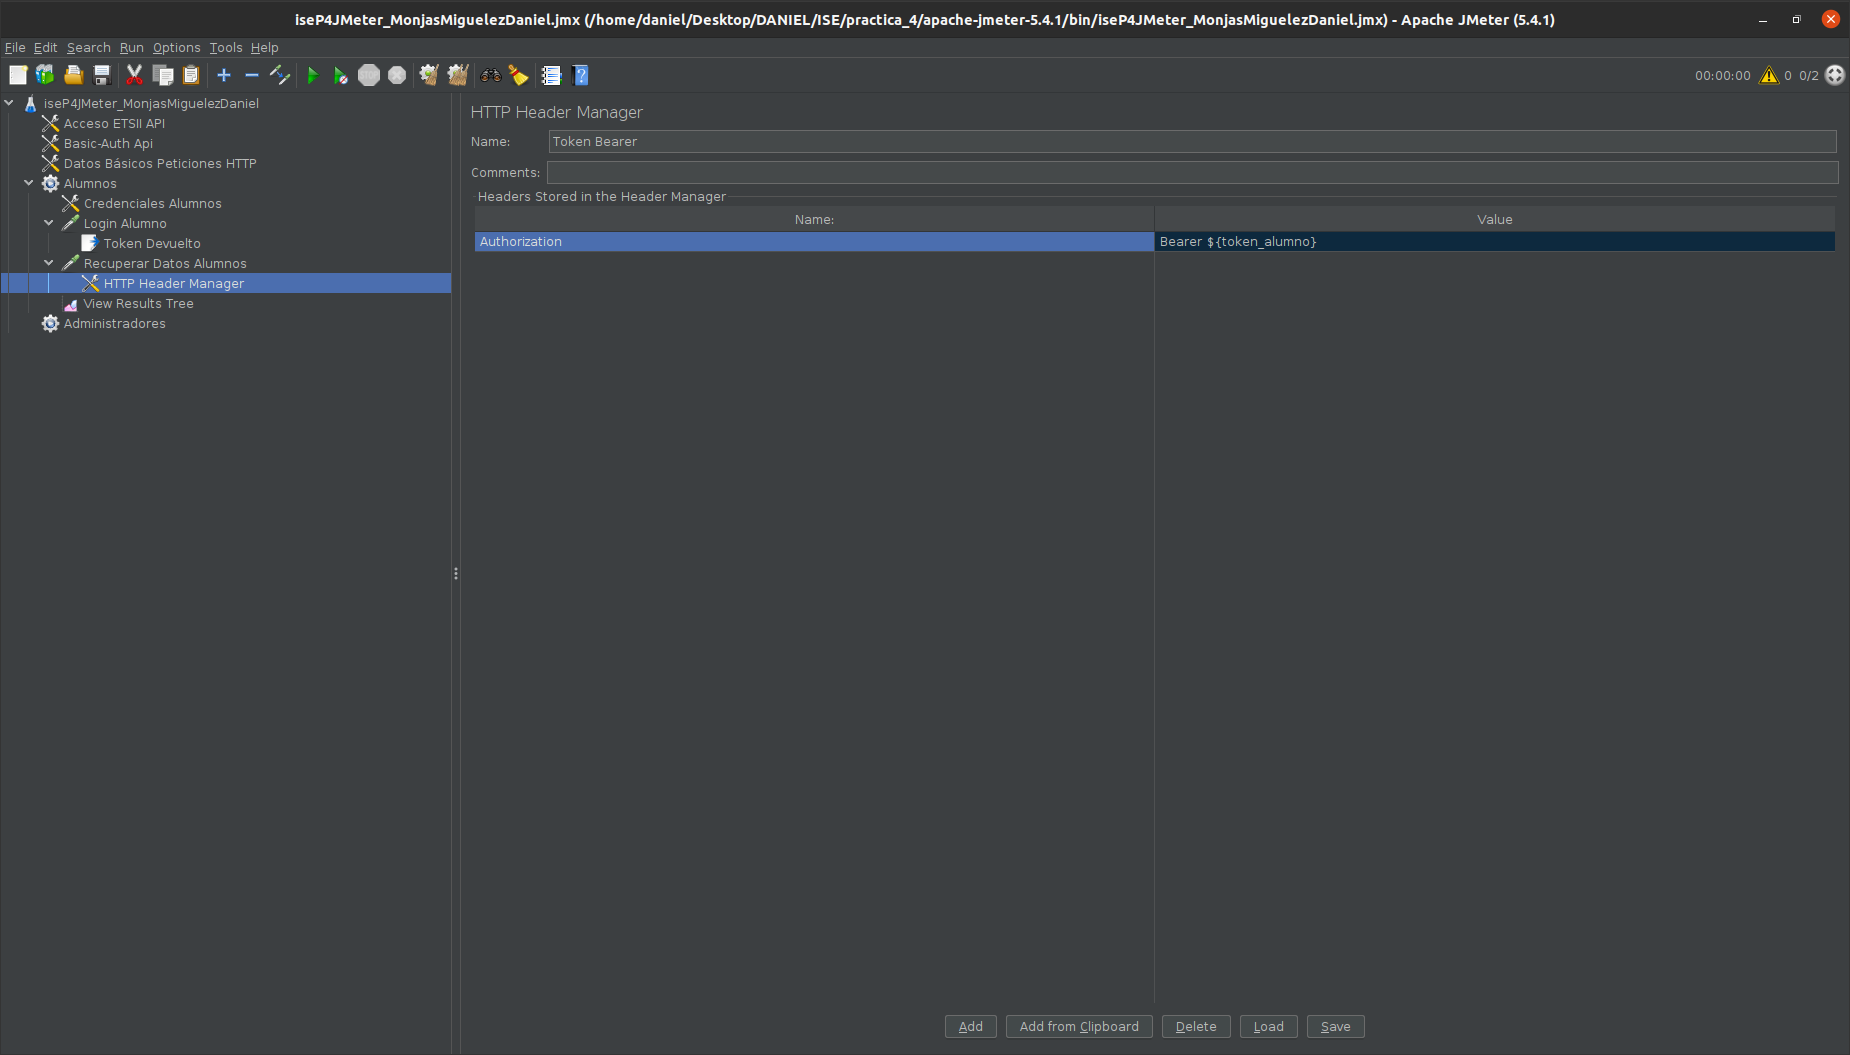 iseP4JMeter_MonjasMiguelezDaniel.jmx (/home/daniel/Desktop/DANIEL/ISE/practica_4/apache-jmeter-5.4.1/bin/iseP4JMeter_MonjasMiguelezDaniel.jmx) - Apache JMeter (5.4.1)
File Edit Search Run Options Tools Help
STOP ? 00:00:00 0 0/2
iseP4JMeter_MonjasMiguelezDaniel
Acceso ETSII API
Basic-Auth Api
Datos Básicos Peticiones HTTP
Alumnos
Credenciales Alumnos
Login Alumno
Token Devuelto
Recuperar Datos Alumnos
HTTP Header Manager
View Results Tree
Administradores
HTTP Header Manager
Name: Token Bearer
Comments:
Headers Stored in the Header Manager
Name: Value
Authorization Bearer ${token_alumno}
Add Add from Clipboard Delete Load Save